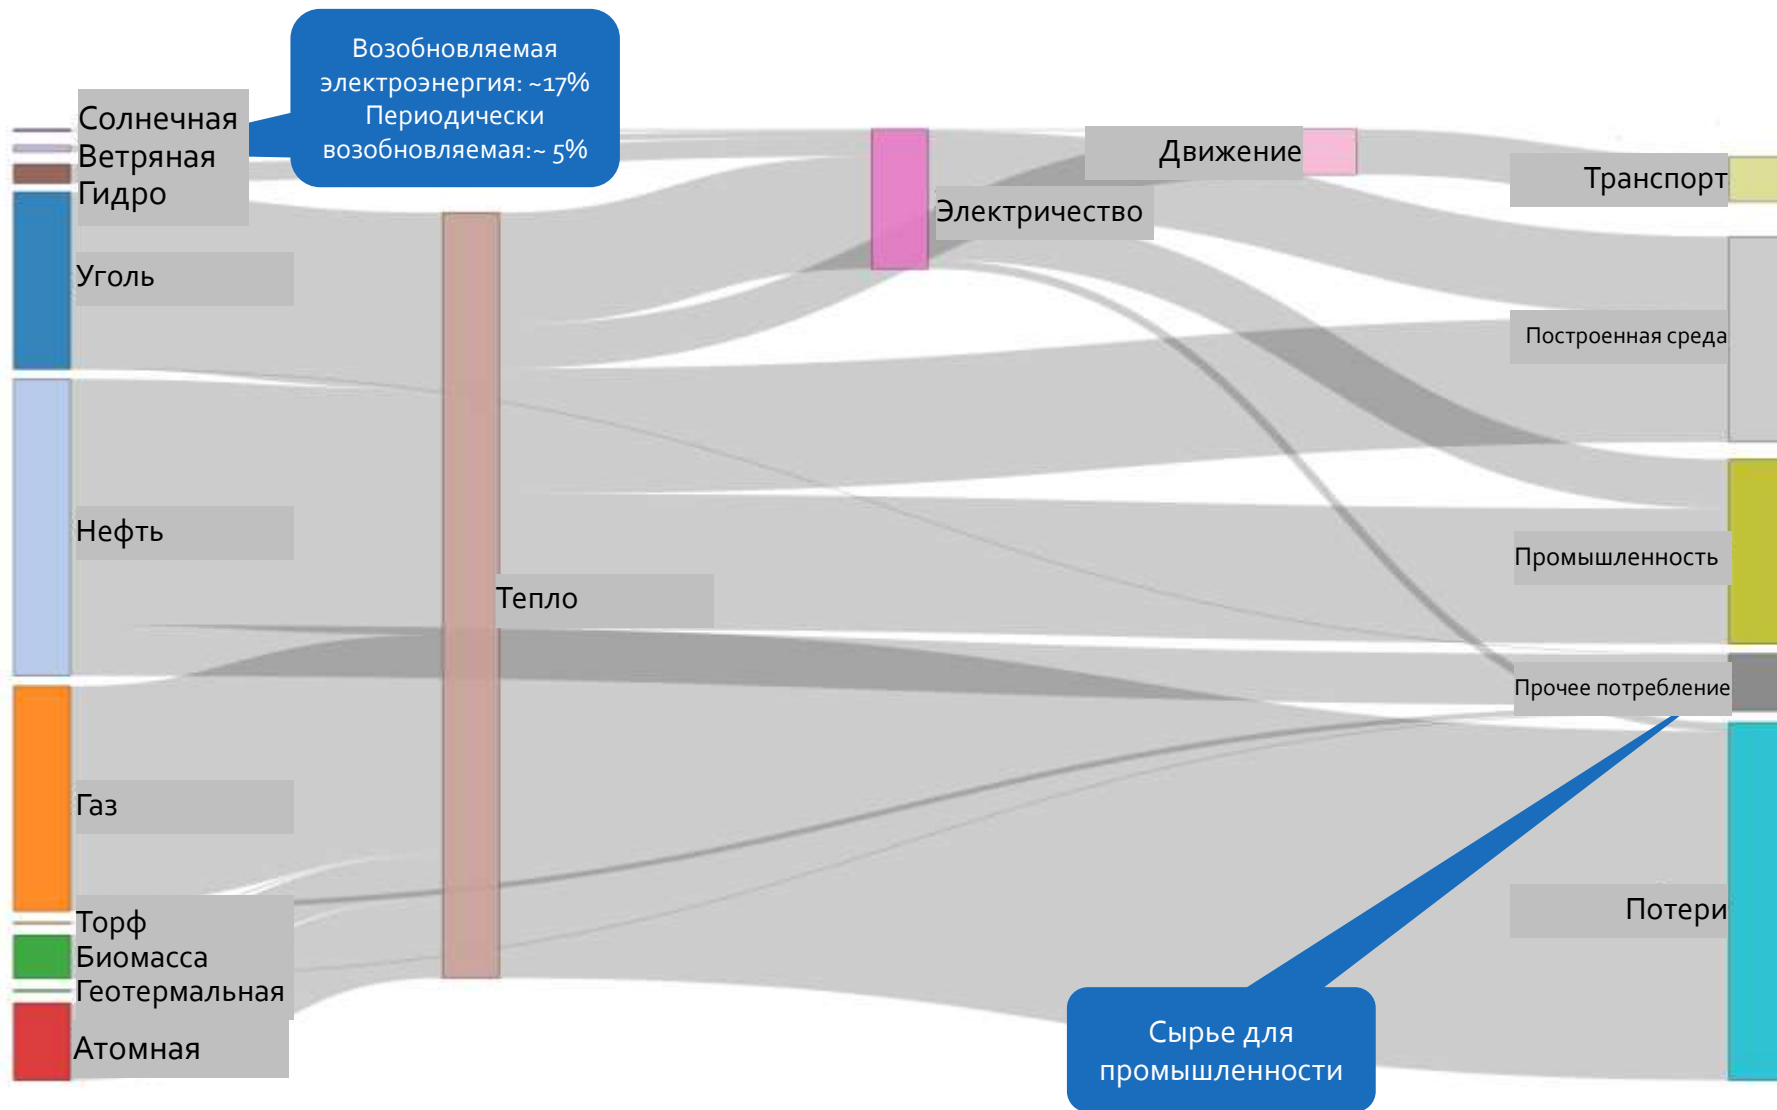 Возобновляемая
электроэнергия: ~17%
Периодически
возобновляемая:~ 5%
Солнечная
Ветряная
Гидро
Уголь
Нефть
Газ
Торф
Биомасса
Геотермальная
Атомная
Тепло
Электричество
Движение
Транспорт
Построенная среда
Промышленность
Прочее потребление
Потери
Сырье для
промышленности